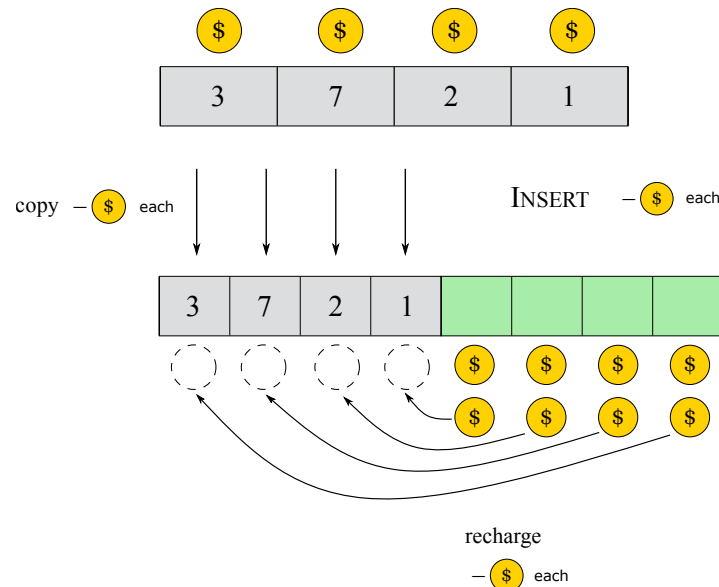 $ $ $ $
3 7 2 1
copy – $ each
INSERT – $ each
3 7 2 1
$ $ $ $
$ $ $ $
recharge
– $ each